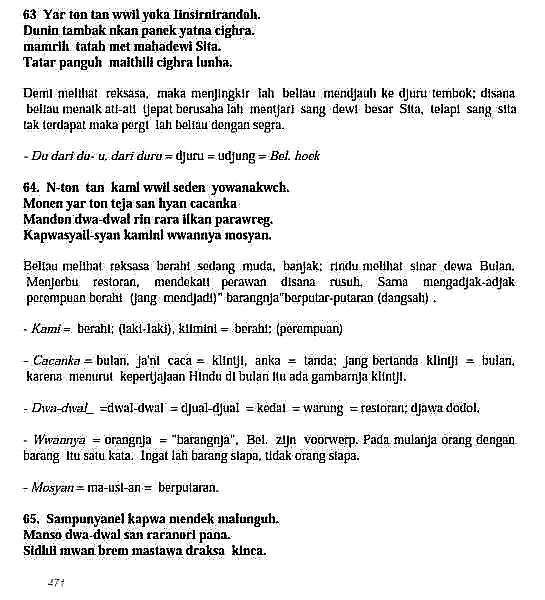 63 Yar ton tan wwil yoka linsirnirandoh.
Dunin tambak nkan panek yatna cighra.
mamrih tatah met mahadewi Sita.
Tatar panguh maithili cighra lunha.
Demi melihat reksasa, maka menjingkir lah beliau mendjauh ke djuru tembok; disana
beliau menaik ati-ati tjepat berusaha lah mentjari sang dewi besar Sita, tetapi sang sita
tak terdapat maka pergi lah beliau dengan segra.
- Du dari du- u, dari duru = djuru = udjung = Bel. hoek
64. N-ton tan kami wwil seden yowanakwch.
Monen yar ton teja san hyan cacanka
Mandon dwa-dwal rin rara ilkan parawreg.
Kapwasyail-syan kamini wwannya mosyan.
Beliau melihat reksasa berahi sedang muda, banjak; rindu melihat sinar dewa Bulan.
Menjerbu restoran, mendekati perawan disana rusuh. Sama mengadjak-adjak
perempuan berahi (jang mendjadi)" barangnja"berputar-putaran (dangsah) .
- Kami = berahi; (laki-laki), kiimini = berahi; (perempuan)
- Cacanka = bulan, ja'ni caca = klintji, anka = tanda; jang bertanda klintji = bulan,
karena menurut kepertjajaan Hindu di bulan itu ada gambarnja klintji.
- Dwa-dwal_ =dwal-dwal = djual-djual = kedai = warung = restoran; djawa dodol,
- Wwannya = orangnja = "barangnja", Bel. zijn voorwerp. Pada mulanja orang dengan
barang itu satu kata. Ingat lah barang siapa, tidak orang siapa.
- Mosyan = ma-usi-an = berputaran.
65. Sampunyanel kapwa mendek malunguh.
Manso dwa-dwal san raranori pana.
Sidhii mwan brem mastawa draksa kinca.
471